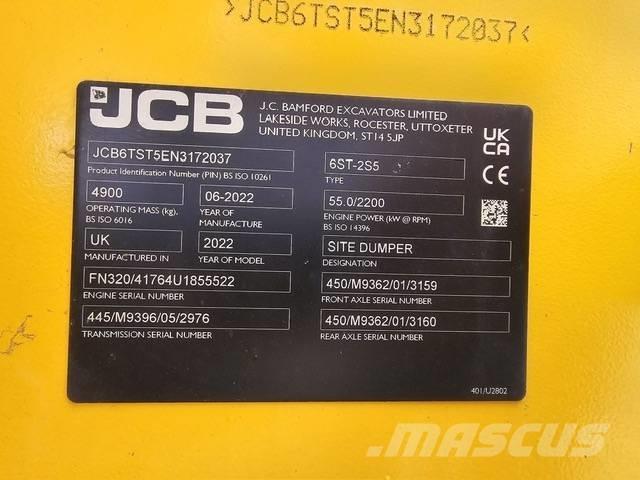 >JCB6TST5EN3172037<
JCB
J.C. BAMFORD EXCAVATORS LIMITED
LAKESIDE WORKS, ROCESTER, UTTOXETER
UNITED KINGDOM, ST14 5JP
UK
CA
CE
JCB6TST5EN3172037
Product Identification Number (PIN) BS ISO 10261
4900
OPERATING MASS (kg),
BS ISO 6016
06-2022
YEAR OF
MANUFACTURE
UK
MANUFACTURED IN
2022
YEAR OF MODEL
FN320/41764U1855522
ENGINE SERIAL NUMBER
445/M9396/05/2976
TRANSMISSION SERIAL NUMBER
6ST-2S5
TYPE
55.0/2200
ENGINE POWER (kW @ RPM)
BS ISO 14396
SITE DUMPER
DESIGNATION
450/M9362/01/3159
FRONT AXLE SERIAL NUMBER
450/M9362/01/3160
REAR AXLE SERIAL NUMBER
401/U2802
MASCUS